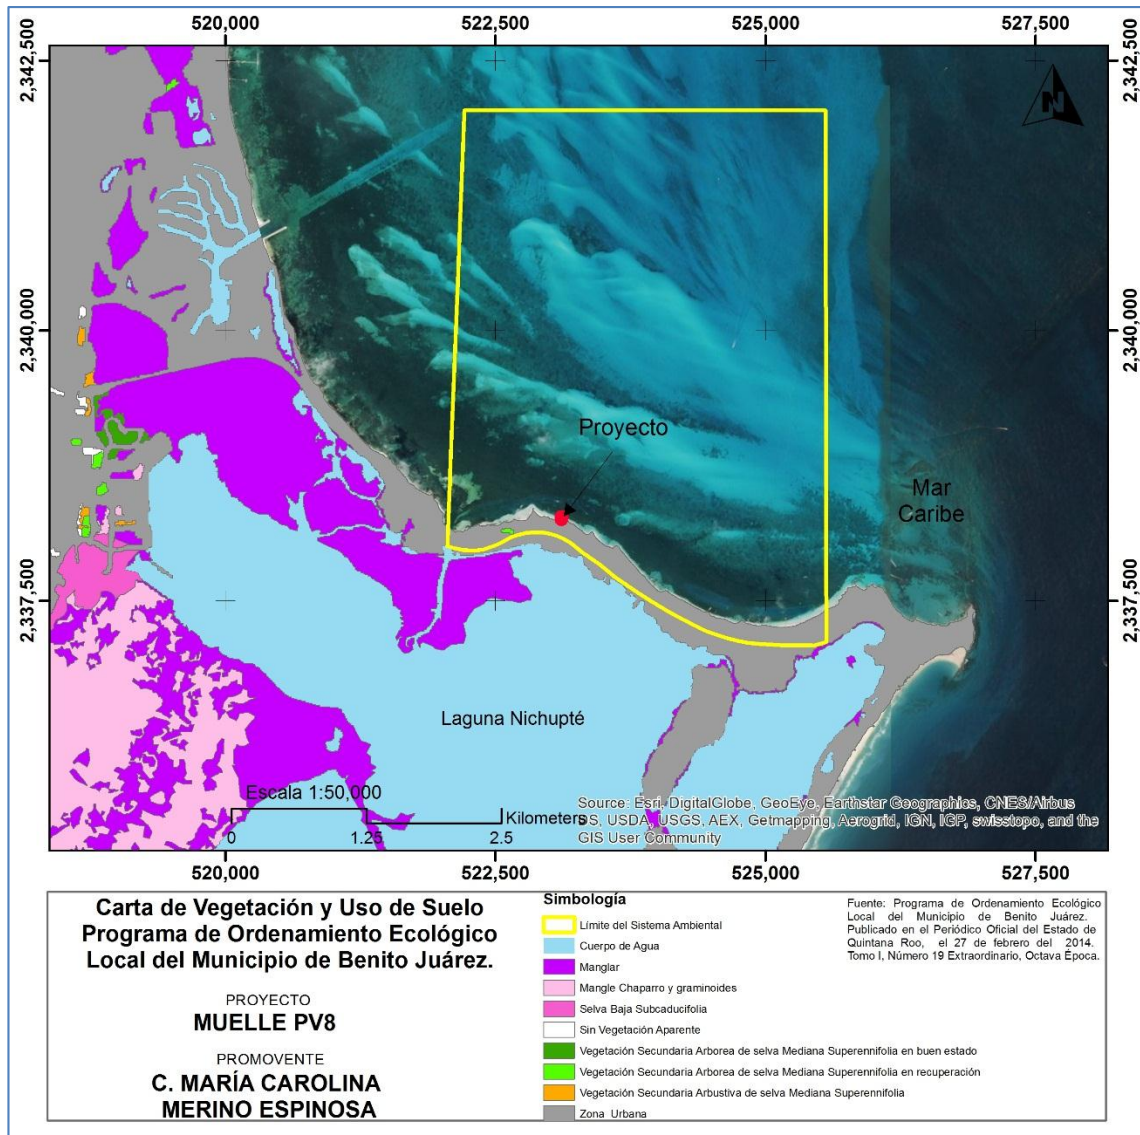 520,000 522,500 525,000 527,500
2,342,500 2,342,500
N
2,340,000 2,340,000
Proyecto
Mar
Caribe
2,337,500 2,337,500
Laguna Nichupté
Escala 1:50,000
Kilometers
0 1.25 2.5
Source: Esri, DigitalGlobe, GeoEye, Earthstar Geographics, CNES/Airbus
DS, USDA, USGS, AEX, Getmapping, Aerogrid, IGN, IGP, swisstopo, and the
GIS User Community
520,000 522,500 525,000 527,500
Carta de Vegetación y Uso de Suelo
Programa de Ordenamiento Ecológico
Local del Municipio de Benito Juárez.
PROYECTO
MUELLE PV8
PROMOVENTE
C. MARÍA CAROLINA
MERINO ESPINOSA
Simbología
Límite del Sistema Ambiental
Cuerpo de Agua
Manglar
Mangle Chaparro y graminoides
Selva Baja Subcaducifolia
Sin Vegetación Aparente
Vegetación Secundaria Arborea de selva Mediana Superennifolia en buen estado
Vegetación Secundaria Arborea de selva Mediana Superennifolia en recuperación
Vegetación Secundaria Arbustiva de selva Mediana Superennifolia
Zona Urbana
Fuente: Programa de Ordenamiento Ecológico
Local del Municipio de Benito Juárez.
Publicado en el Periódico Oficial del Estado de
Quintana Roo, el 27 de febrero del 2014.
Tomo I, Número 19 Extraordinario, Octava Época.